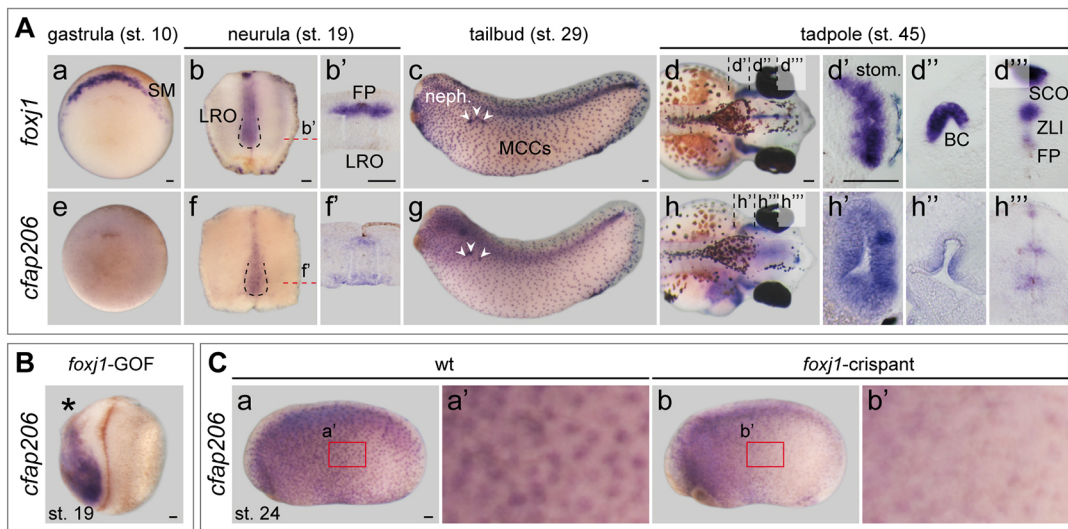 A
gastrula (st. 10)
neurula (st. 19)
tailbud (st. 29)
tadpole (st. 45)
foxj1
a
SM
b
LRO
b'
b'
FP
LRO
c
neph.
MCCs
d
d' d'' d'''
d'
stom.
d''
BC
d'''
SCO
ZLI
FP
cfap206
e
f
f'
f'
g
h
h' h'' h'''
h'
h''
h'''
B
foxj1-GOF
cfap206
*
st. 19
C
wt
foxj1-crispant
cfap206
a
a'
st. 24
a'
b
b'
b'